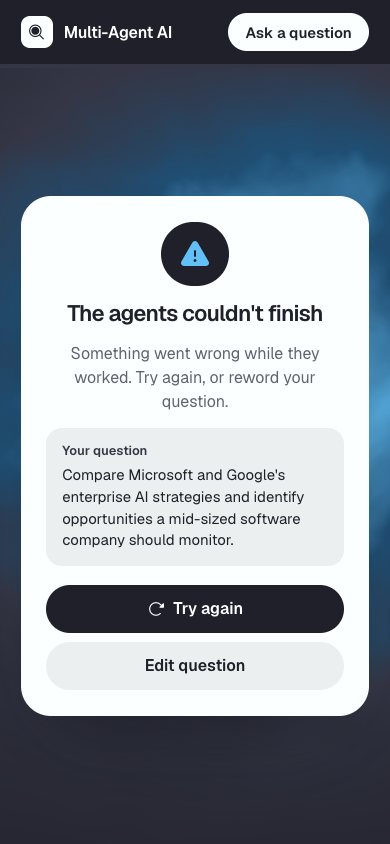 Multi-Agent AI
Ask a question
The agents couldn't finish
Something went wrong while they
worked. Try again, or reword your
question.
Your question
Compare Microsoft and Google's
enterprise AI strategies and identify
opportunities a mid-sized software
company should monitor.
Try again
Edit question